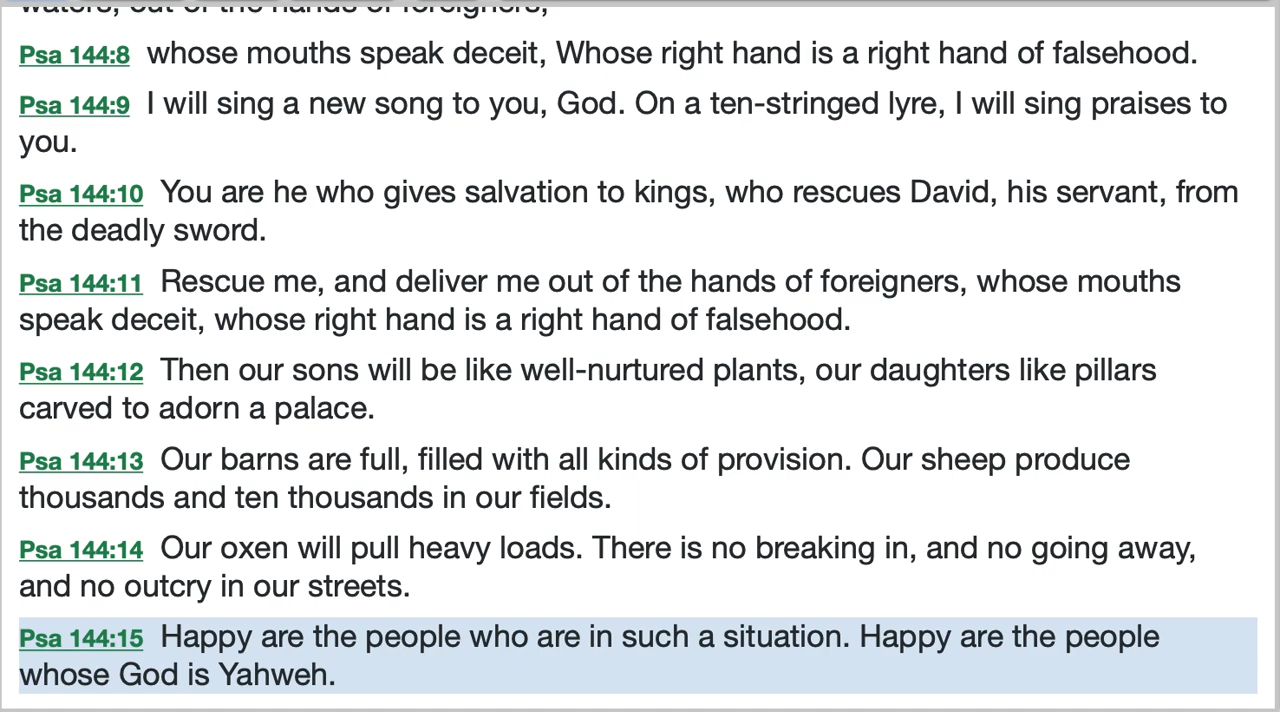 waters, out of the hands of foreigners,
Psa 144:8 whose mouths speak deceit, Whose right hand is a right hand of falsehood.
Psa 144:9 I will sing a new song to you, God. On a ten-stringed lyre, I will sing praises to
you.
Psa 144:10 You are he who gives salvation to kings, who rescues David, his servant, from
the deadly sword.
Psa 144:11 Rescue me, and deliver me out of the hands of foreigners, whose mouths
speak deceit, whose right hand is a right hand of falsehood.
Psa 144:12 Then our sons will be like well-nurtured plants, our daughters like pillars
carved to adorn a palace.
Psa 144:13 Our barns are full, filled with all kinds of provision. Our sheep produce
thousands and ten thousands in our fields.
Psa 144:14 Our oxen will pull heavy loads. There is no breaking in, and no going away,
and no outcry in our streets.
Psa 144:15 Happy are the people who are in such a situation. Happy are the people
whose God is Yahweh.